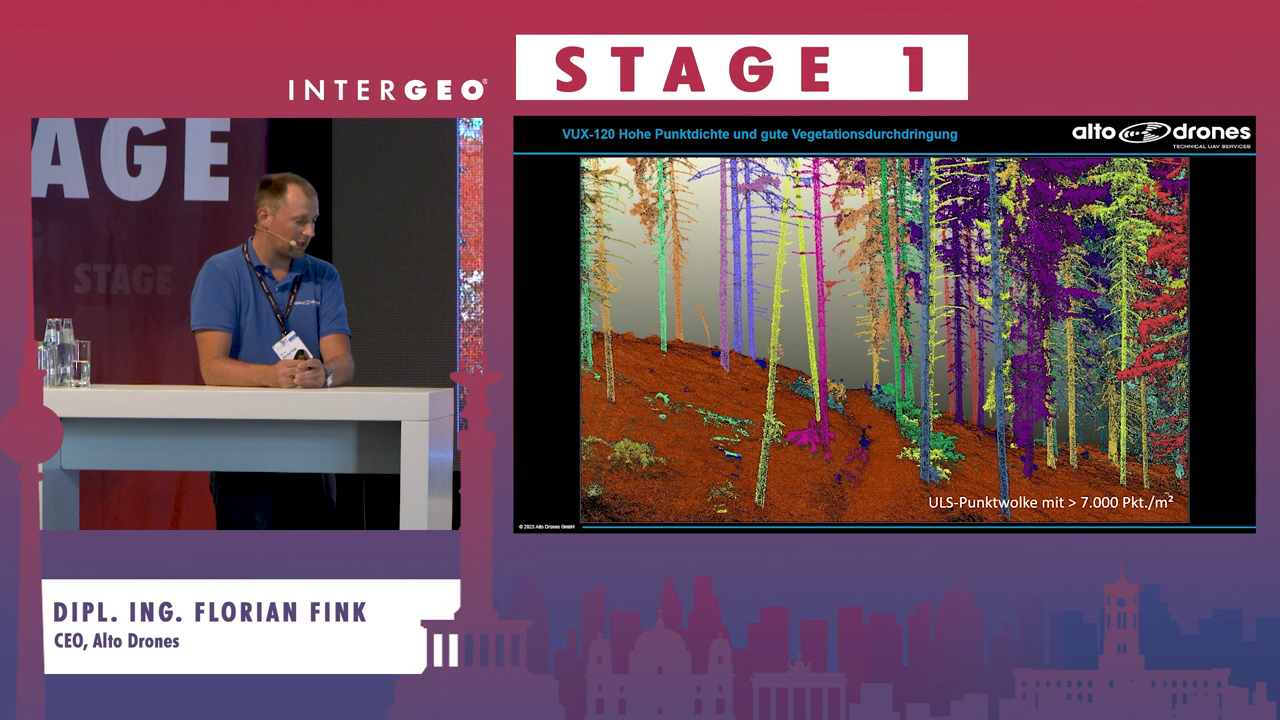 STAGE 1
INTERGEO®
AGE
STAGE
VUX-120 Hohe Punktdichte und gute Vegetationsdurchdringung
alto drones
TECHNICAL UAV SERVICES
ULS-Punktwolke mit > 7.000 Pkt./m²
© 2023 Alto Drones GmbH
DIPL. ING. FLORIAN FINK
CEO, Alto Drones